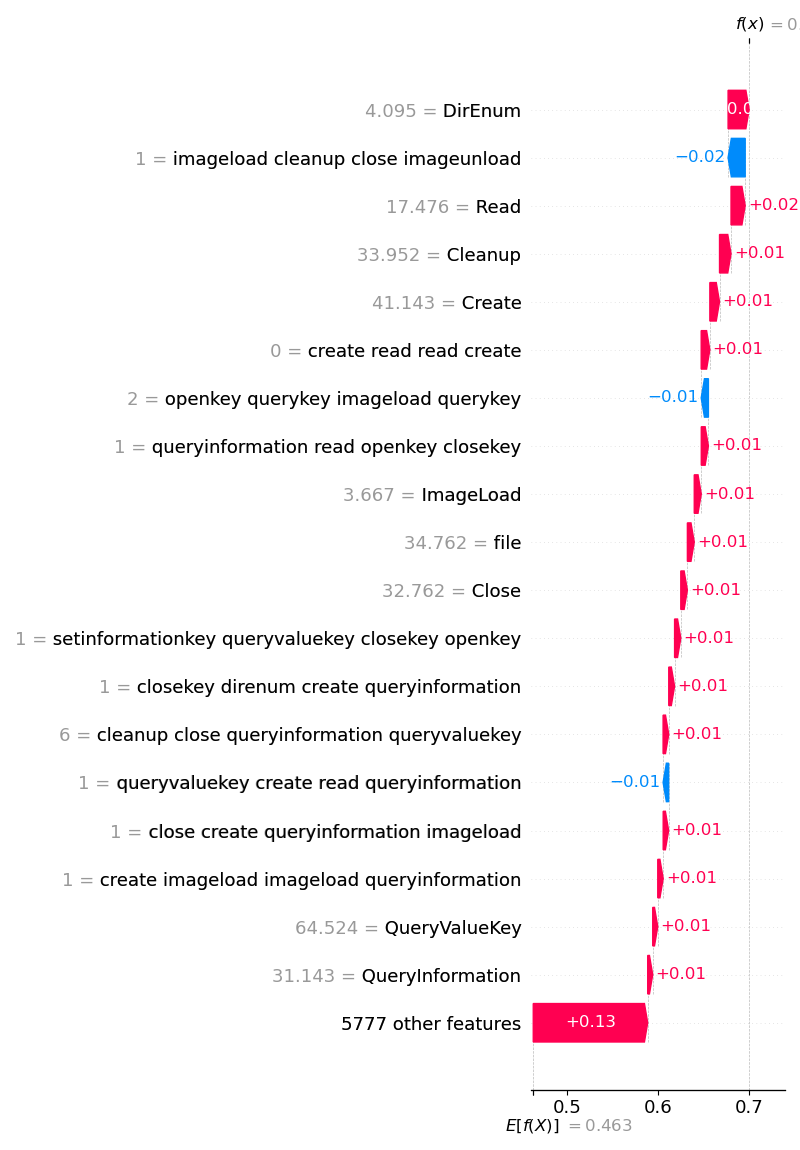 f(x) = 0
4.095 = DirEnum
1 = imageload cleanup close imageunload −0.02
17.476 = Read +0.02
33.952 = Cleanup +0.01
41.143 = Create +0.01
0 = create read read create +0.01
2 = openkey querykey imageload querykey −0.01
1 = queryinformation read openkey closekey +0.01
3.667 = ImageLoad +0.01
34.762 = file +0.01
32.762 = Close +0.01
1 = setinformationkey queryvaluekey closekey openkey +0.01
1 = closekey direnum create queryinformation +0.01
6 = cleanup close queryinformation queryvaluekey +0.01
1 = queryvaluekey create read queryinformation −0.01
1 = close create queryinformation imageload +0.01
1 = create imageload imageload queryinformation +0.01
64.524 = QueryValueKey +0.01
31.143 = QueryInformation +0.01
5777 other features +0.13
0.5 0.6 0.7
E[f(X)] = 0.463